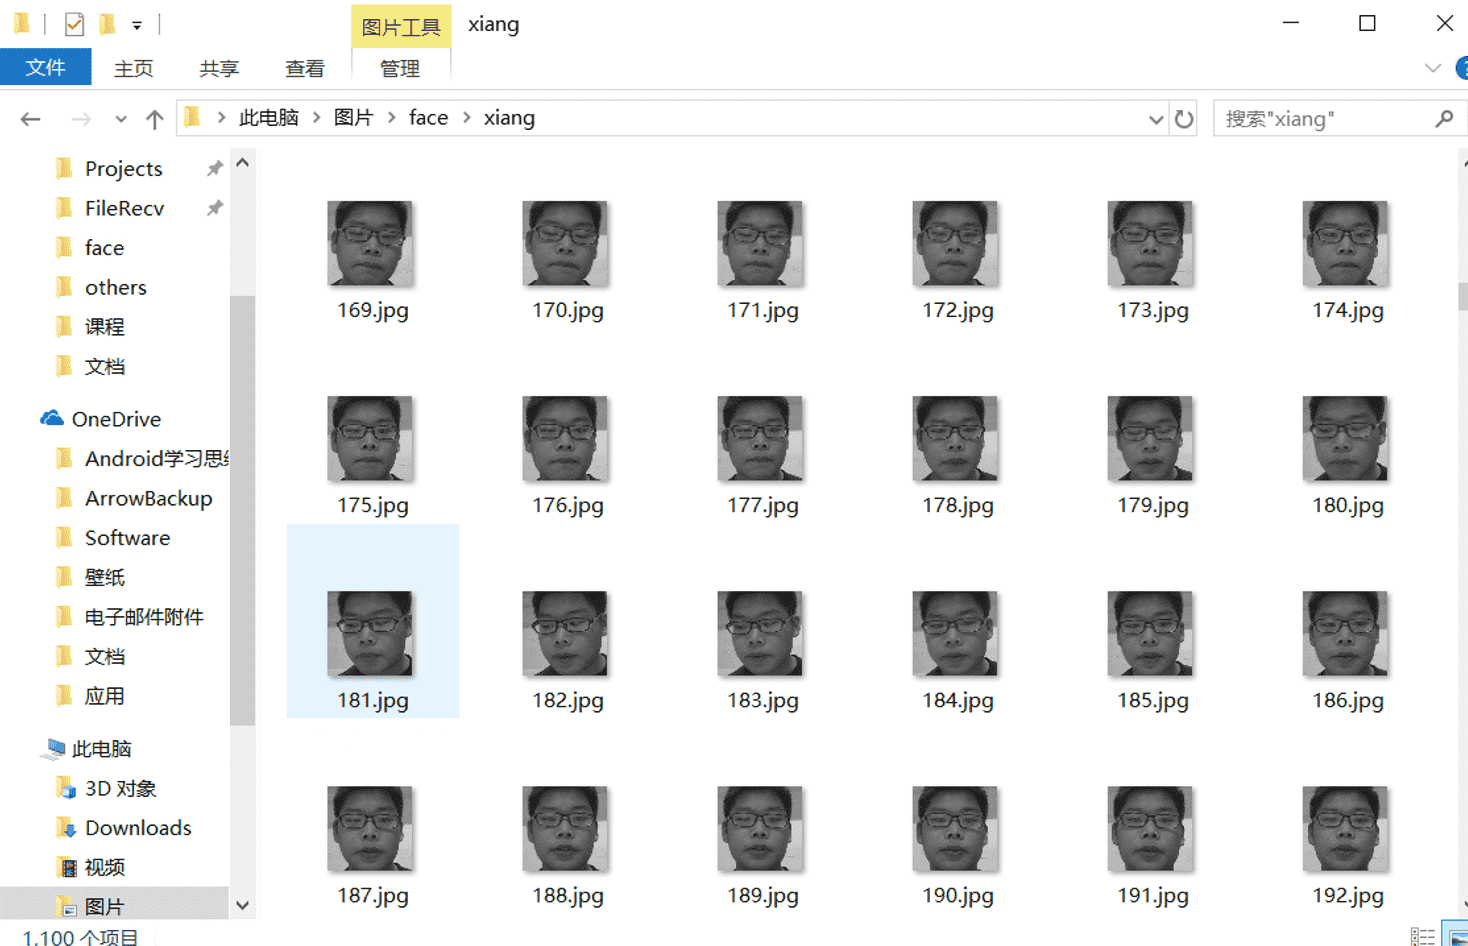 图片工具 xiang
文件 主页 共享 查看 管理
此电脑 图片 face xiang
搜索"xiang"
Projects
FileRecv
face
others
课程
文档
OneDrive
Android学习思
ArrowBackup
Software
壁纸
电子邮件附件
文档
应用
此电脑
3D 对象
Downloads
视频
图片
169.jpg 170.jpg 171.jpg 172.jpg 173.jpg 174.jpg
175.jpg 176.jpg 177.jpg 178.jpg 179.jpg 180.jpg
181.jpg 182.jpg 183.jpg 184.jpg 185.jpg 186.jpg
187.jpg 188.jpg 189.jpg 190.jpg 191.jpg 192.jpg
1,100 个项目